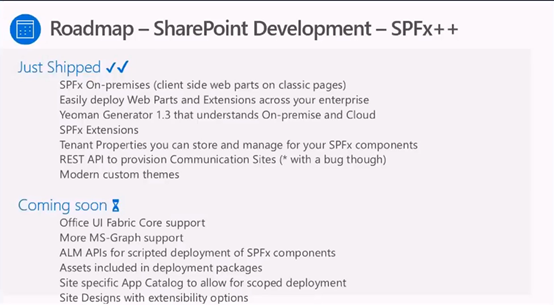 Roadmap – SharePoint Development – SPFx++
Just Shipped ✓✓
SPFx On-premises (client side web parts on classic pages)
Easily deploy Web Parts and Extensions across your enterprise
Yeoman Generator 1.3 that understands On-premise and Cloud
SPFx Extensions
Tenant Properties you can store and manage for your SPFx components
REST API to provision Communication Sites (* with a bug though)
Modern custom themes
Coming soon ⌛
Office UI Fabric Core support
More MS-Graph support
ALM APIs for scripted deployment of SPFx components
Assets included in deployment packages
Site specific App Catalog to allow for scoped deployment
Site Designs with extensibility options